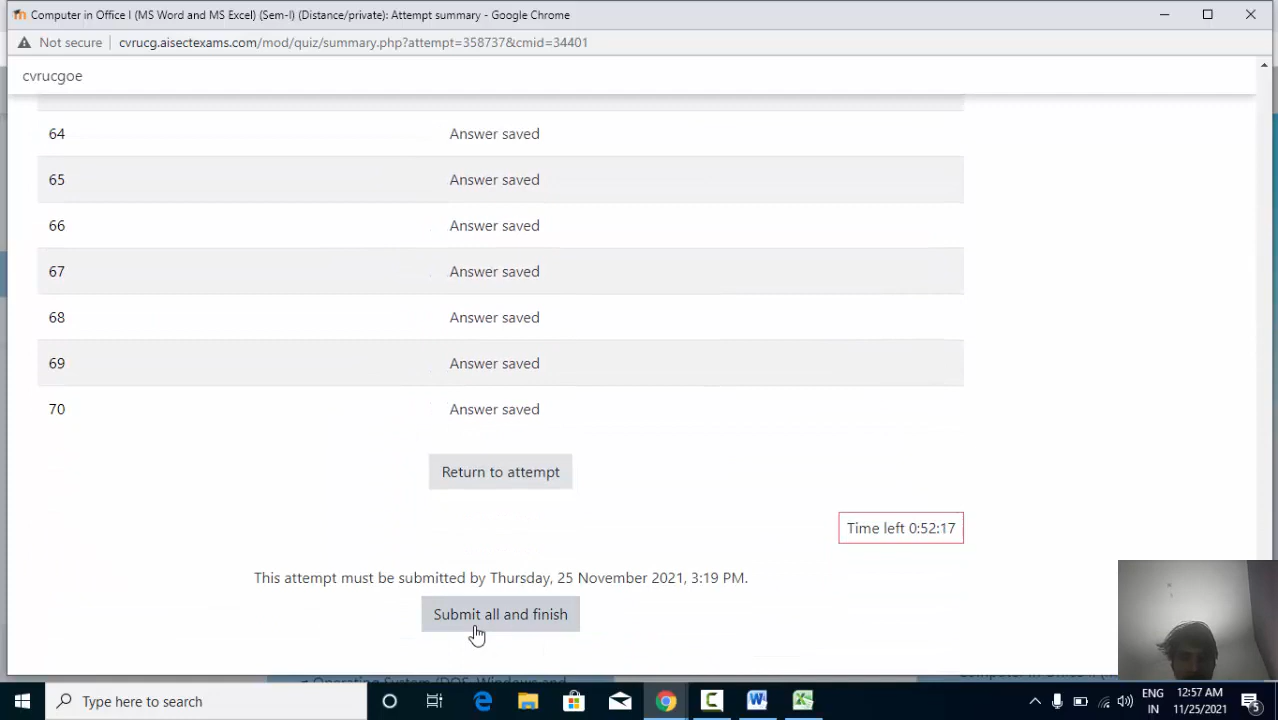 Computer in Office I (MS Word and MS Excel) (Sem-I) (Distance/private): Attempt summary - Google Chrome
Not secure cvrucg.aisectexams.com/mod/quiz/summary.php?attempt=358737&cmid=34401
cvrucgoe
64 Answer saved
65 Answer saved
66 Answer saved
67 Answer saved
68 Answer saved
69 Answer saved
70 Answer saved
Return to attempt
Time left 0:52:17
This attempt must be submitted by Thursday, 25 November 2021, 3:19 PM.
Submit all and finish
Type here to search
ENG 12:57 AM
IN 11/25/2021 5